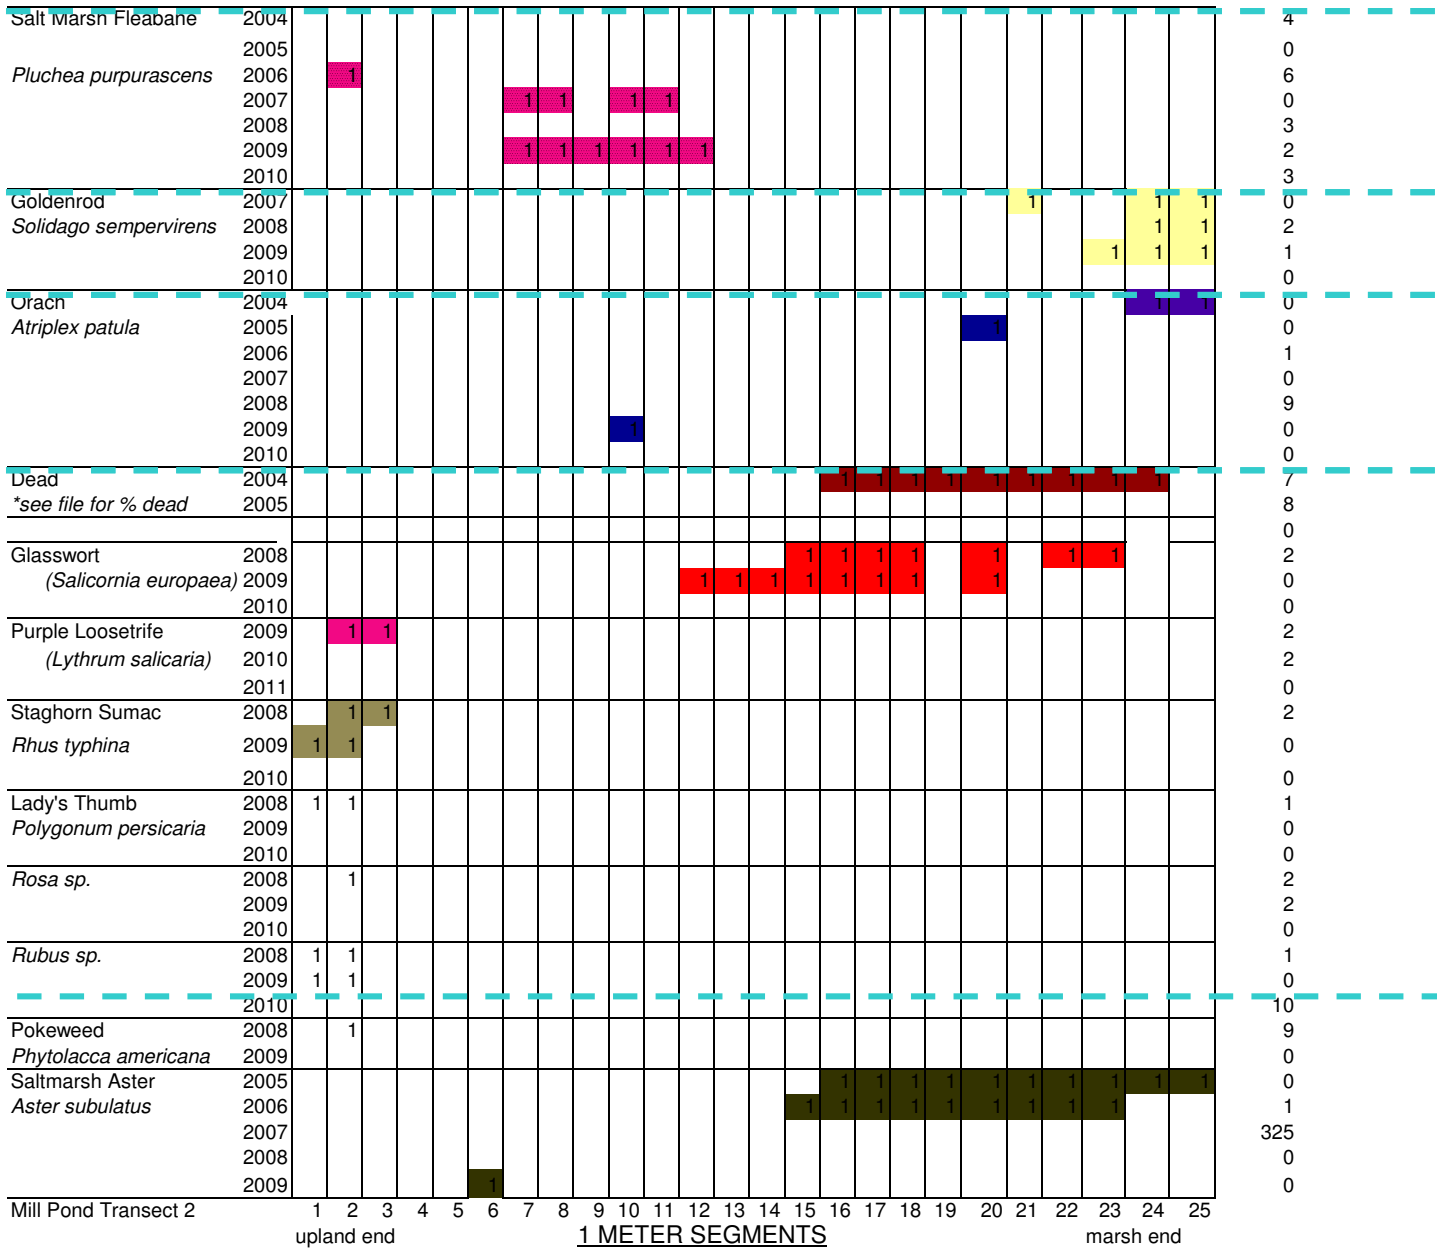 Salt Marsh Fleabane 2004 4
2005 0
Pluchea purpurascens 2006 1 6
2007 1 1 1 1 0
2008 3
2009 1 1 1 1 1 1 2
2010 3
Goldenrod 2007 1 1 1 0
Solidago sempervirens 2008 1 1 2
2009 1 1 1 1
2010 0
Orach 2004 1 1 0
Atriplex patula 2005 1 0
2006 1
2007 0
2008 9
2009 1 0
2010 0
Dead 2004 1 1 1 1 1 1 1 1 1 7
*see file for % dead 2005 8
0
Glasswort 2008 1 1 1 1 1 1 1 2
(Salicornia europaea) 2009 1 1 1 1 1 1 1 1 0
2010 0
Purple Loosetrife 2009 1 1 2
(Lythrum salicaria) 2010 2
2011 0
Staghorn Sumac 2008 1 1 2
Rhus typhina 2009 1 1 0
2010 0
Lady's Thumb 2008 1 1 1
Polygonum persicaria 2009 0
2010 0
Rosa sp. 2008 1 2
2009 2
2010 0
Rubus sp. 2008 1 1 1
2009 1 1 0
2010 10
Pokeweed 2008 1 9
Phytolacca americana 2009 0
Saltmarsh Aster 2005 1 1 1 1 1 1 1 1 1 1 0
Aster subulatus 2006 1 1 1 1 1 1 1 1 1 1
2007 325
2008 0
2009 1 0
Mill Pond Transect 2 1 2 3 4 5 6 7 8 9 10 11 12 13 14 15 16 17 18 19 20 21 22 23 24 25
upland end 1 METER SEGMENTS marsh end